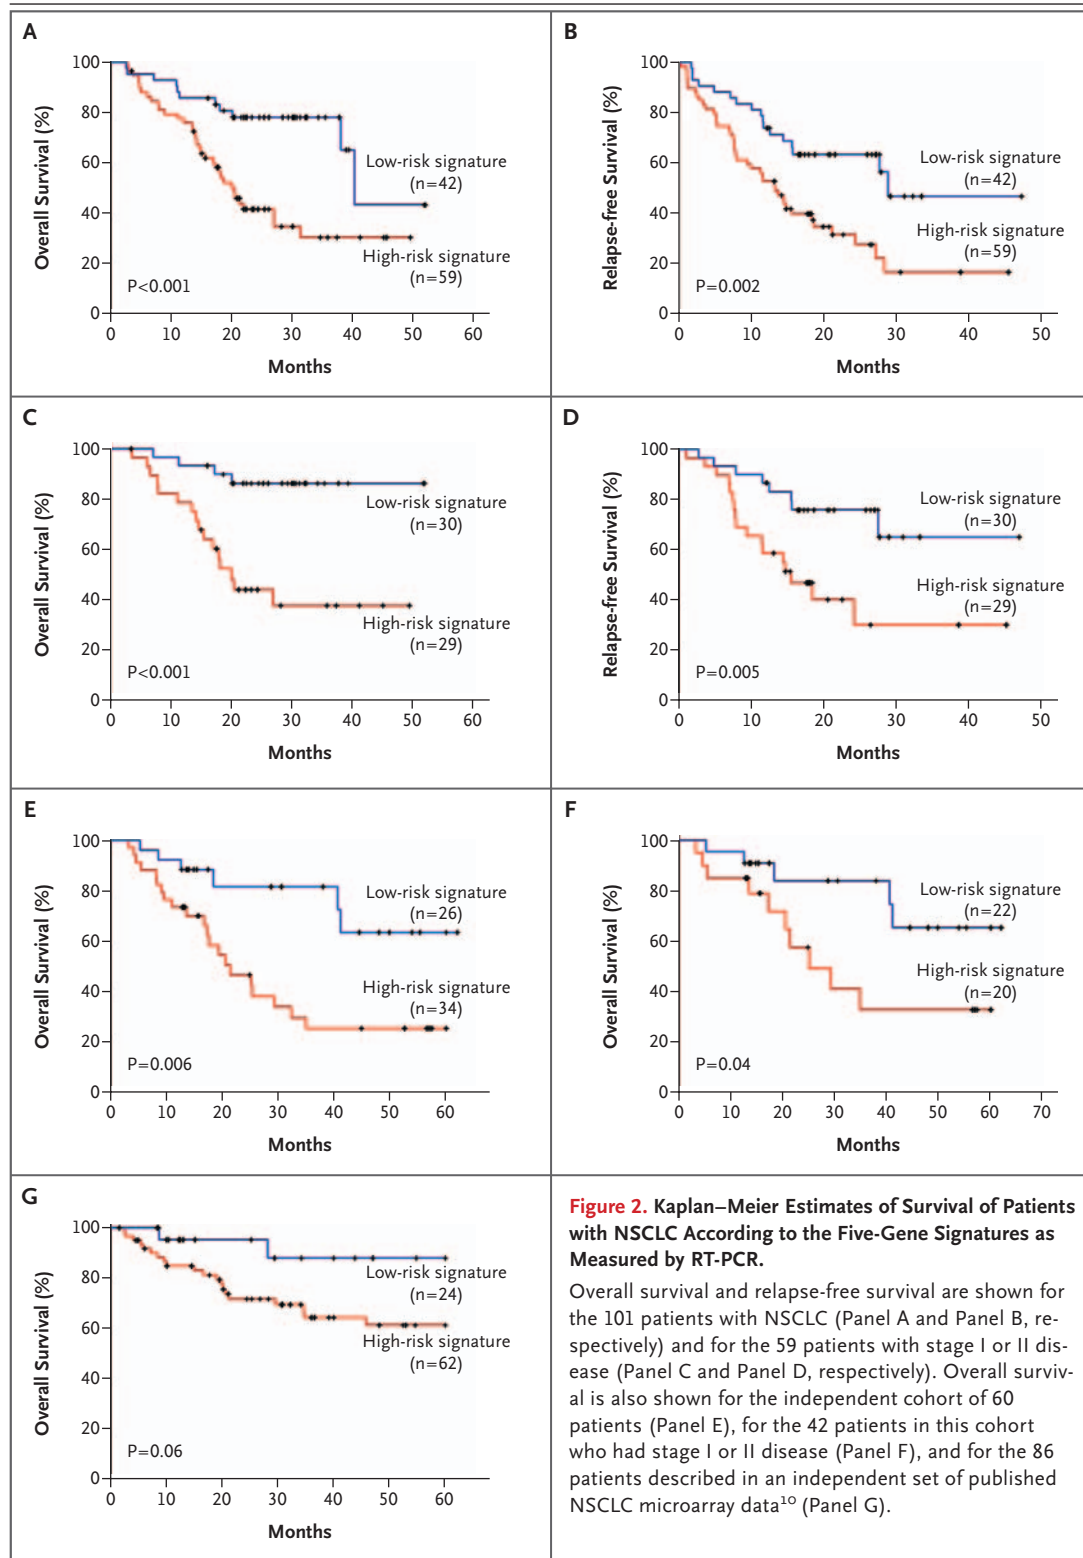 A
100
80
60
40
20
0
Overall Survival (%)
Low-risk signature
(n=42)
High-risk signature
(n=59)
P<0.001
0 10 20 30 40 50 60
Months
B
100
80
60
40
20
0
Relapse-free Survival (%)
Low-risk signature
(n=42)
High-risk signature
(n=59)
P=0.002
0 10 20 30 40 50
Months
C
100
80
60
40
20
0
Overall Survival (%)
Low-risk signature
(n=30)
High-risk signature
(n=29)
P<0.001
0 10 20 30 40 50 60
Months
D
100
80
60
40
20
0
Relapse-free Survival (%)
Low-risk signature
(n=30)
High-risk signature
(n=29)
P=0.005
0 10 20 30 40 50
Months
E
100
80
60
40
20
0
Overall Survival (%)
Low-risk signature
(n=26)
High-risk signature
(n=34)
P=0.006
0 10 20 30 40 50 60
Months
F
100
80
60
40
20
0
Overall Survival (%)
Low-risk signature
(n=22)
High-risk signature
(n=20)
P=0.04
0 10 20 30 40 50 60 70
Months
G
100
80
60
40
20
0
Overall Survival (%)
Low-risk signature
(n=24)
High-risk signature
(n=62)
P=0.06
0 10 20 30 40 50 60
Months
Figure 2. Kaplan–Meier Estimates of Survival of Patients
with NSCLC According to the Five-Gene Signatures as
Measured by RT-PCR.
Overall survival and relapse-free survival are shown for
the 101 patients with NSCLC (Panel A and Panel B, re-
spectively) and for the 59 patients with stage I or II dis-
ease (Panel C and Panel D, respectively). Overall surviv-
al is also shown for the independent cohort of 60
patients (Panel E), for the 42 patients in this cohort
who had stage I or II disease (Panel F), and for the 86
patients described in an independent set of published
NSCLC microarray data¹⁰ (Panel G).